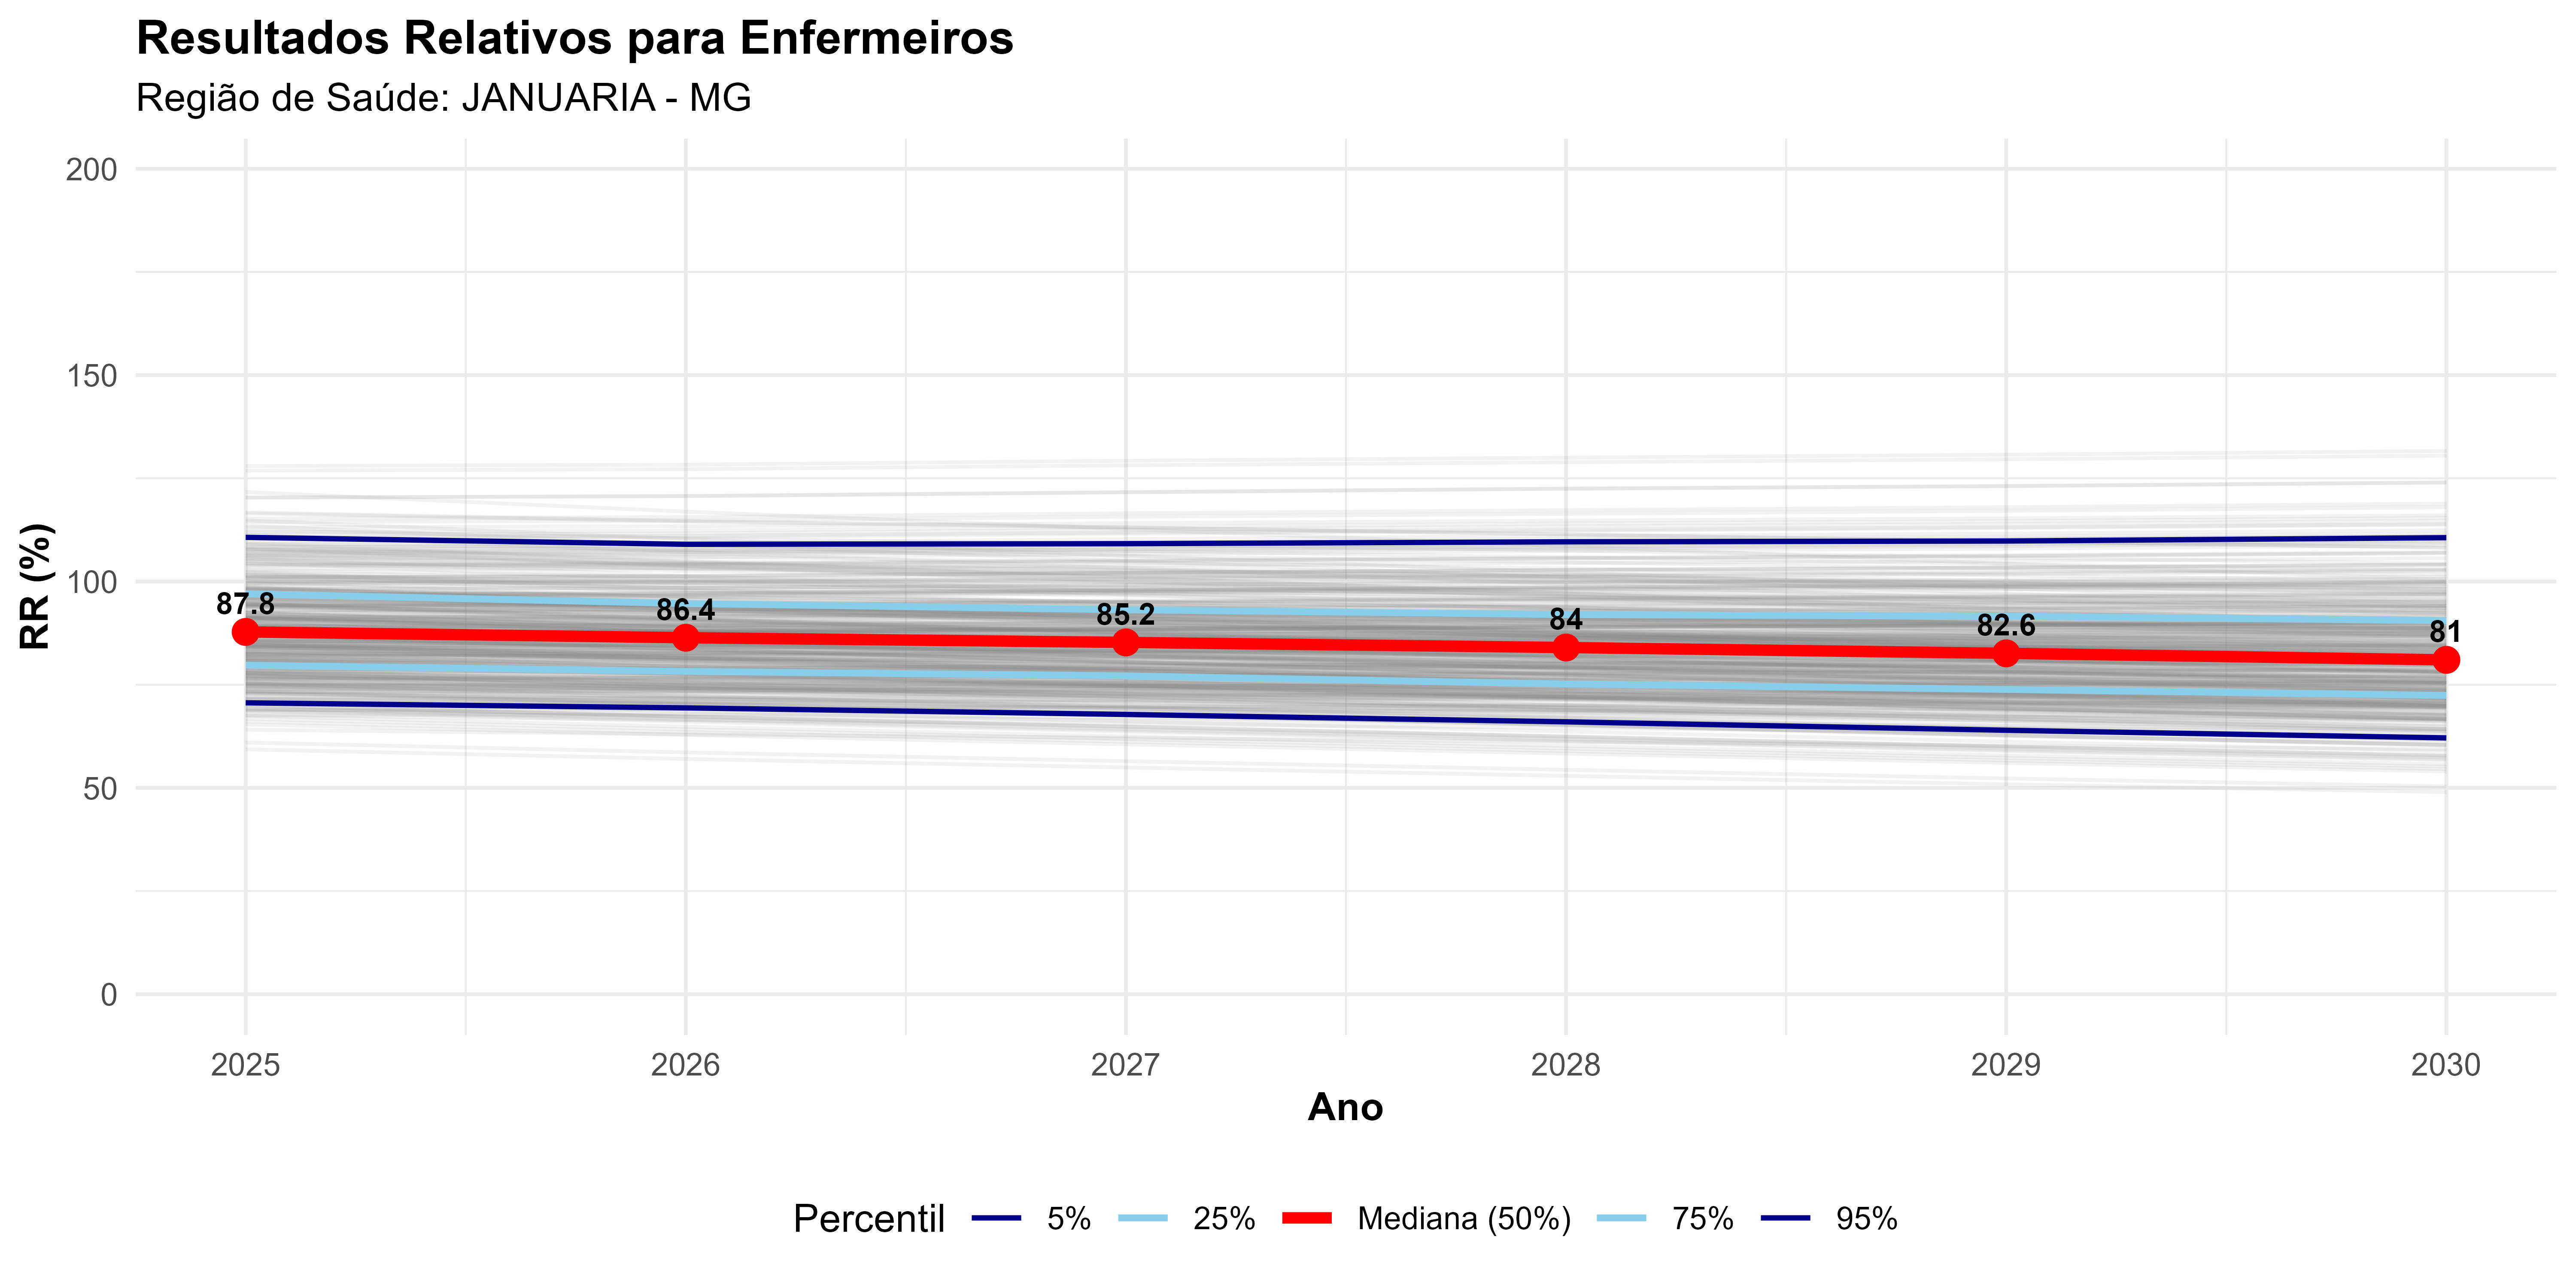 Resultados Relativos para Enfermeiros
Região de Saúde: JANUARIA - MG
RR (%)
200
150
100
50
0
87.8
86.4
85.2
84
82.6
81
2025 2026 2027 2028 2029 2030
Ano
Percentil 5% 25% Mediana (50%) 75% 95%